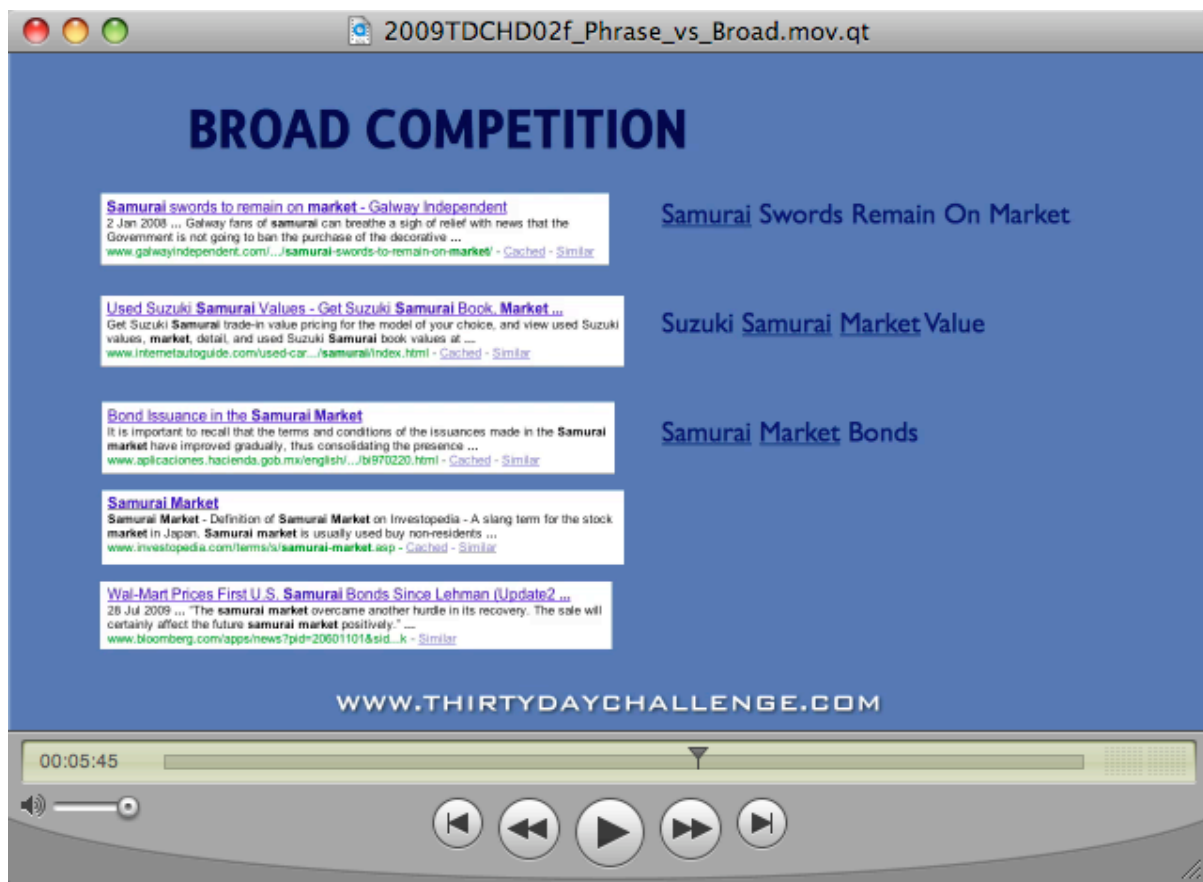 2009TDCHD02f_Phrase_vs_Broad.mov.qt
BROAD COMPETITION
Samurai swords to remain on market - Galway Independent
2 Jan 2008 ... Galway fans of samurai can breathe a sigh of relief with news that the
Government is not going to ban the purchase of the decorative ...
www.galwayindependent.com/.../samurai-swords-to-remain-on-market/ - Cached - Similar
Samurai Swords Remain On Market
Used Suzuki Samurai Values - Get Suzuki Samurai Book, Market ...
Get Suzuki Samurai trade-in value pricing for the model of your choice, and view used Suzuki
values, market, detail, and used Suzuki Samurai book values at ....
www.internetautoguide.com/used-car.../samurai/index.html - Cached - Similar
Suzuki Samurai Market Value
Bond Issuance in the Samurai Market
It is important to recall that the terms and conditions of the issuances made in the Samurai
market have improved gradually, thus consolidating the presence ...
www.aplicaciones.hacienda.gob.mx/english/.../bi970220.html - Cached - Similar
Samurai Market Bonds
Samurai Market
Samurai Market - Definition of Samurai Market on Investopedia - A slang term for the stock
market in Japan. Samurai market is usually used buy non-residents ...
www.investopedia.com/terms/s/samurai-market.asp - Cached - Similar
Wal-Mart Prices First U.S. Samurai Bonds Since Lehman (Update2 ...
28 Jul 2009 ... "The samurai market overcame another hurdle in its recovery. The sale will
certainly affect the future samurai market positively." ...
www.bloomberg.com/apps/news?pid=20601101&sid...k - Similar
WWW.THIRTYDAYCHALLENGE.COM
00:05:45